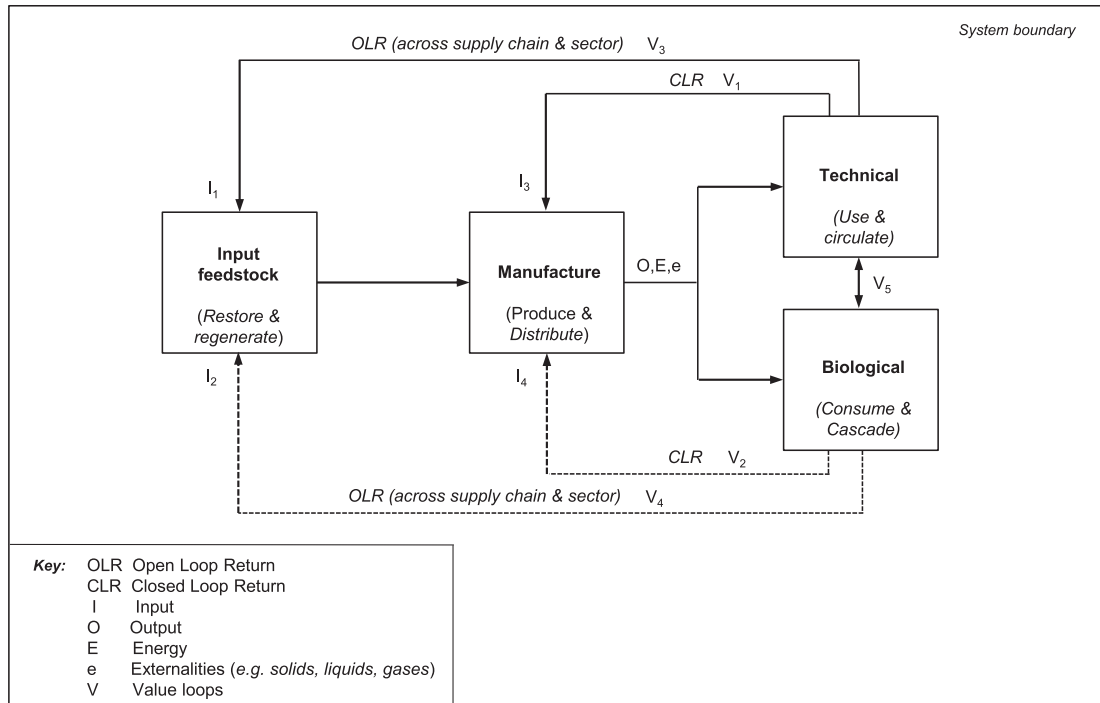 System boundary
OLR (across supply chain & sector) V3
CLR V1
I1
I3
Technical
(Use &
circulate)
Input
feedstock
(Restore &
regenerate)
Manufacture
(Produce &
Distribute)
O,E,e
V5
Biological
(Consume &
Cascade)
I2
I4
CLR V2
OLR (across supply chain & sector) V4
Key: OLR Open Loop Return
CLR Closed Loop Return
I Input
O Output
E Energy
e Externalities (e.g. solids, liquids, gases)
V Value loops